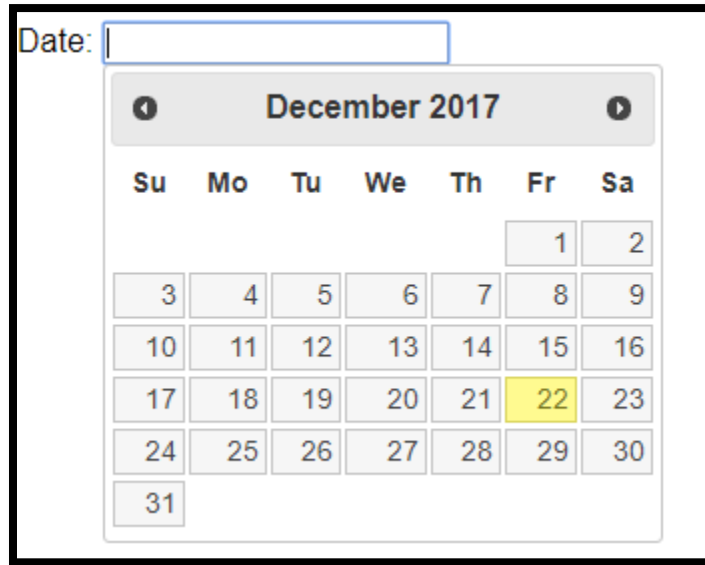 Date:
December 2017
Su Mo Tu We Th Fr Sa
1 2
3 4 5 6 7 8 9
10 11 12 13 14 15 16
17 18 19 20 21 22 23
24 25 26 27 28 29 30
31